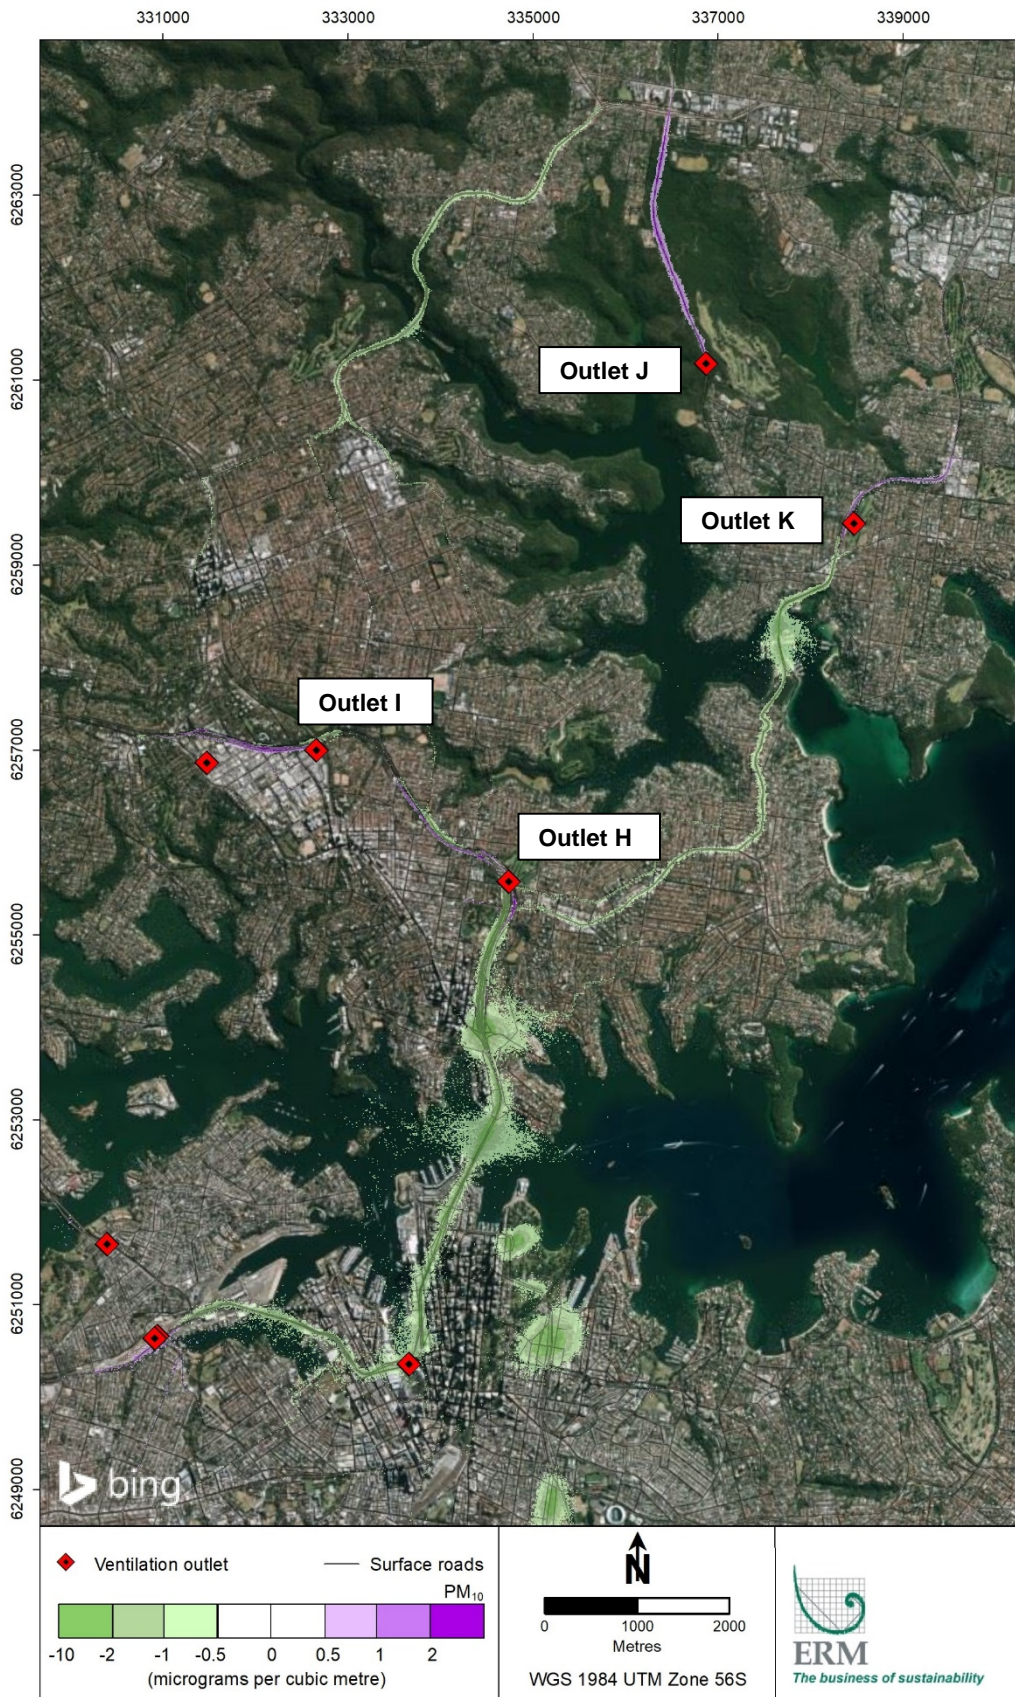 331000 333000 335000 337000 339000
6263000
6261000
6259000
6257000
6255000
6253000
6251000
6249000
Outlet J
Outlet K
Outlet I
Outlet H
bing
Ventilation outlet
Surface roads
PM10
-10 -2 -1 -0.5 0 0.5 1 2
(micrograms per cubic metre)
N
0 1000 2000
Metres
WGS 1984 UTM Zone 56S
ERM
The business of sustainability